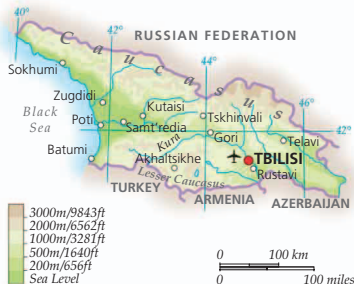 40°
42°
44°
46°
42°
RUSSIAN FEDERATION
Caucasus
Sokhumi
Zugdidi
Black
Sea
Poti
Kutaisi
Samt'redia
Tskhinvali
Kura
Gori
Telavi
Batumi
Akhaltsikhe
TBILISI
Lesser Caucasus
Rustavi
TURKEY
ARMENIA
AZERBAIJAN
3000m/9843ft
2000m/6562ft
1000m/3281ft
500m/1640ft
200m/656ft
Sea Level
0 100 km
0 100 miles